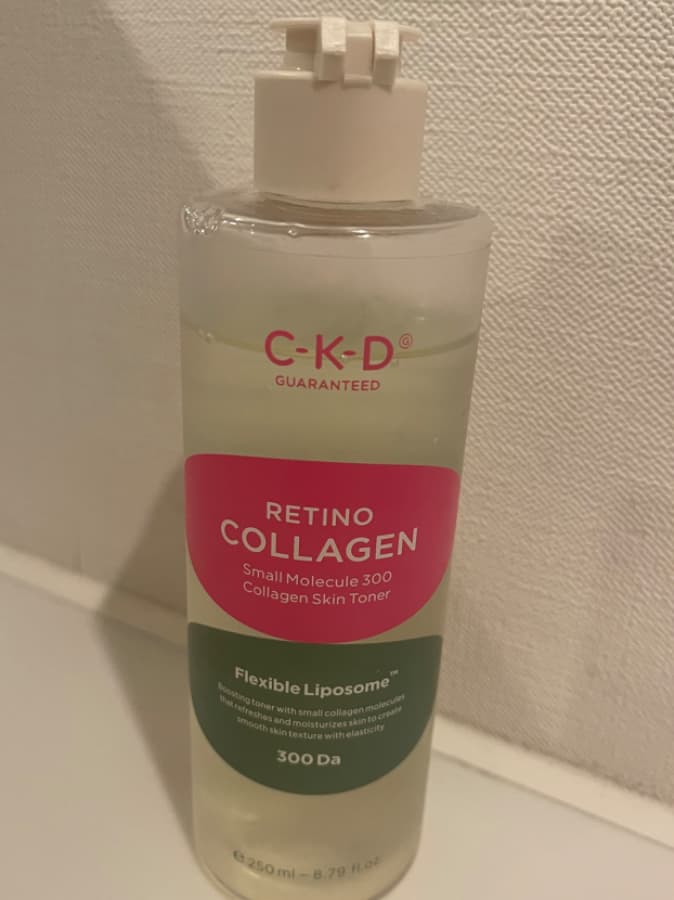 C-K-D G
GUARANTEED
RETINO
COLLAGEN
Small Molecule 300
Collagen Skin Toner
Flexible Liposome™
Boosting toner with small collagen molecules
that refreshes and moisturizes skin to create
smooth skin texture with elasticity
300 Da
e 250 ml – 8.79 fl.oz.